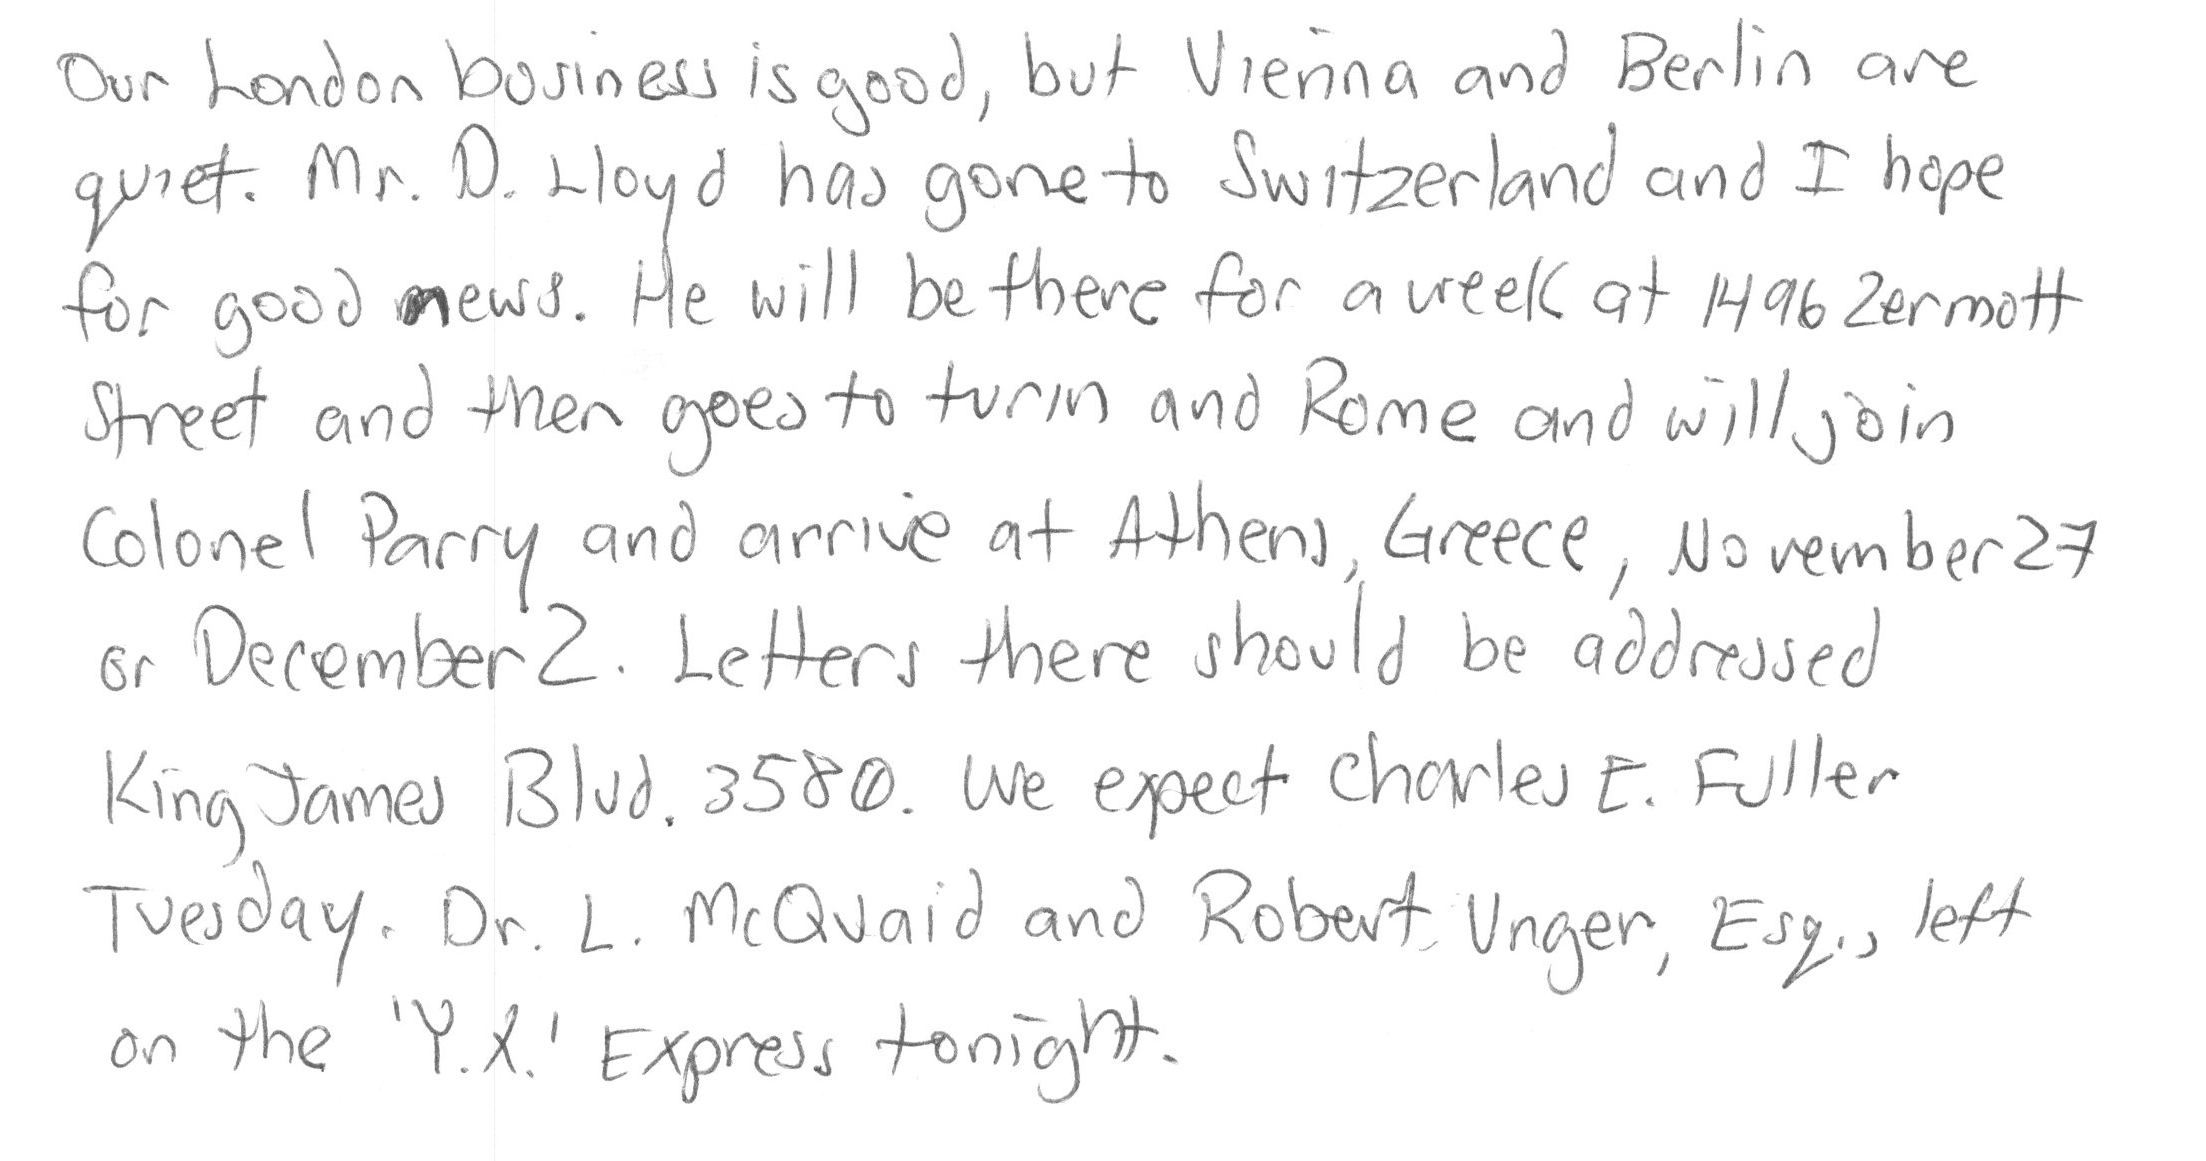 Our London business is good, but Vienna and Berlin are
quiet. Mr. D. Lloyd has gone to Switzerland and I hope
for good news. He will be there for a week at 1496 Zermott
Street and then goes to turin and Rome and will join
Colonel Parry and arrive at Athens, Greece, November 27
or December 2. Letters there should be addressed
King James Blvd. 3580. We expect Charles E. Fuller
Tuesday. Dr. L. McQuaid and Robert Unger, Esq., left
on the 'Y.X.' Express tonight.